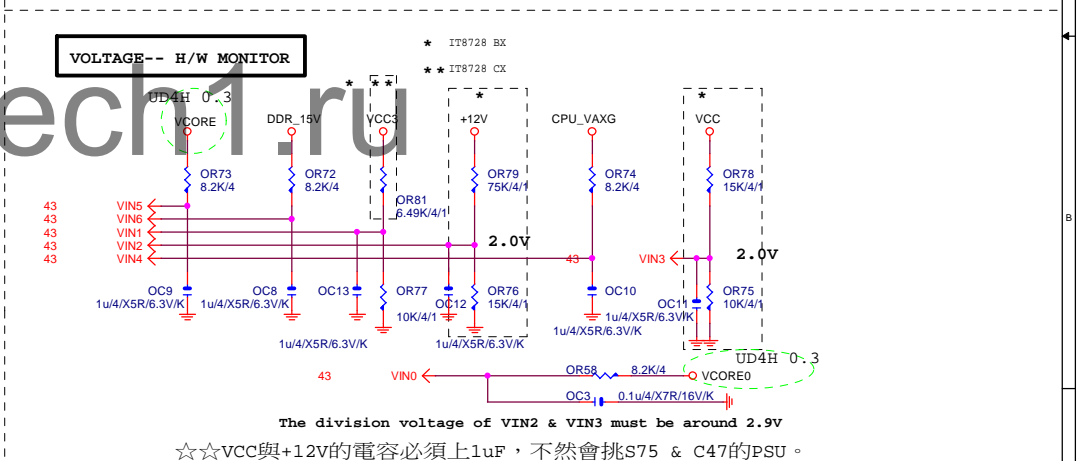 * IT8728 BX
VOLTAGE-- H/W MONITOR
** IT8728 CX
ech1.ru
* ** * *
UD4H 0.3
VCORE DDR_15V VCC3 +12V CPU_VAXG VCC
OR73 OR72 OR79 OR74 OR78
8.2K/4 8.2K/4 75K/4/1 8.2K/4 15K/4/1
OR81
6.49K/4/1
43 VIN5
43 VIN6
43 VIN1
43 VIN2 2.0V
43 VIN4 43 VIN3 2.0V
OC9 OC8 OC13 OR77 OC12 OR76 OC10 OC11 OR75
1u/4/X5R/6.3V/K 1u/4/X5R/6.3V/K 10K/4/1 15K/4/1 1u/4/X5R/6.3V/K 10K/4/1
1u/4/X5R/6.3V/K 1u/4/X5R/6.3V/K 1u/4/X5R/6.3V/K
UD4H 0.3
43 VIN0 OR58 8.2K/4 VCORE0
OC3 0.1u/4/X7R/16V/K
The division voltage of VIN2 & VIN3 must be around 2.9V
☆☆VCC與+12V的電容必須上1uF，不然會挑S75 & C47的PSU。
B